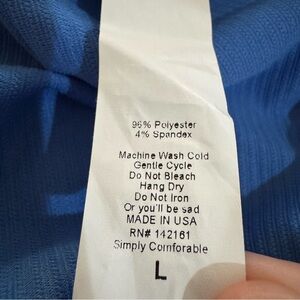 96% Polyester
4% Spandex
Machine Wash Cold
Gentle Cycle
Do Not Bleach
Hang Dry
Do Not Iron
Or you'll be sad
MADE IN USA
RN# 142161
Simply Comforable
L